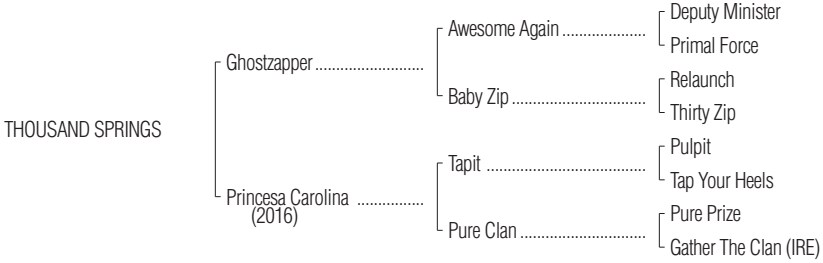 Deputy Minister
Awesome Again ....................
Primal Force
Ghostzapper ..........................
Relaunch
Baby Zip ................................
Thirty Zip
THOUSAND SPRINGS
Pulpit
Tapit ......................................
Tap Your Heels
Princesa Carolina ................
(2016)
Pure Prize
Pure Clan ..............................
Gather The Clan (IRE)